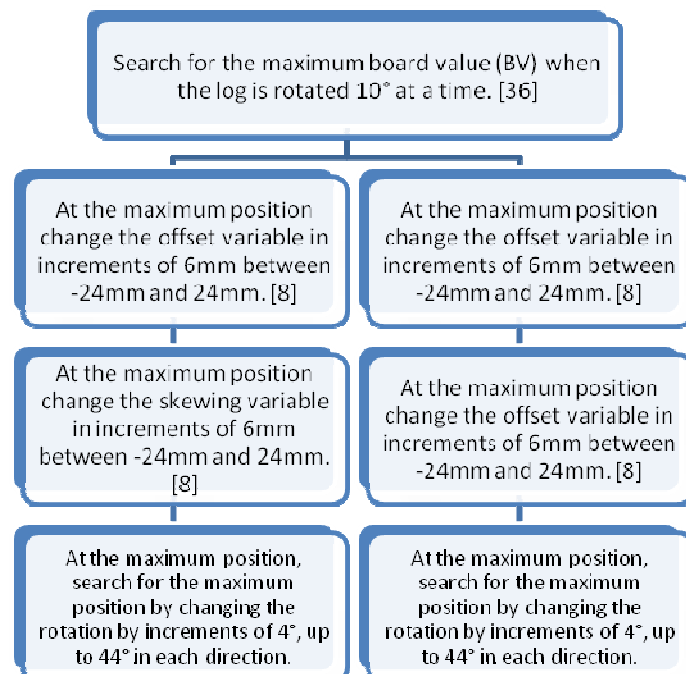 Search for the maximum board value (BV) when
the log is rotated 10° at a time. [36]
At the maximum position
change the offset variable in
increments of 6mm between
-24mm and 24mm. [8]
At the maximum position
change the offset variable in
increments of 6mm between
-24mm and 24mm. [8]
At the maximum position
change the skewing variable
in increments of 6mm
between -24mm and 24mm.
[8]
At the maximum position
change the offset variable in
increments of 6mm between
-24mm and 24mm. [8]
At the maximum position,
search for the maximum
position by changing the
rotation by increments of 4°, up
to 44° in each direction.
At the maximum position,
search for the maximum
position by changing the
rotation by increments of 4°, up
to 44° in each direction.